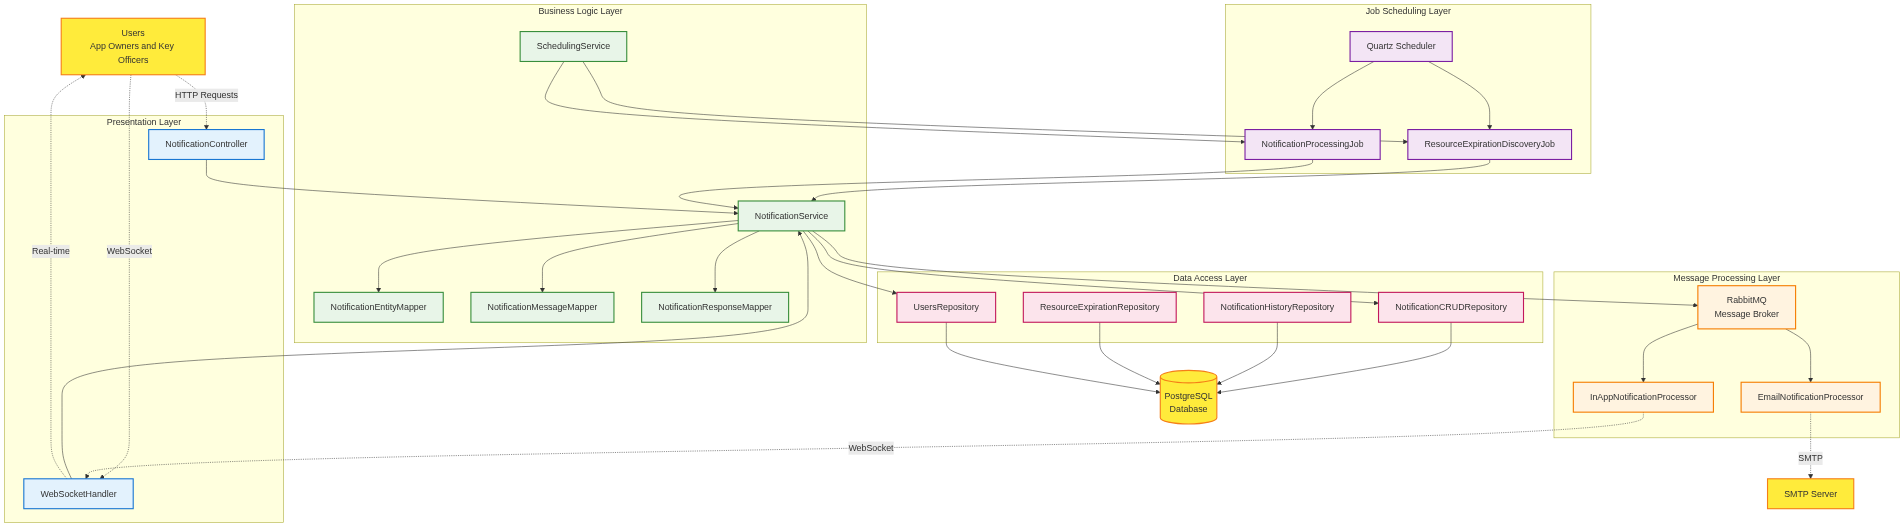 Users
App Owners and Key
Officers
HTTP Requests
Real-time
WebSocket
Presentation Layer
NotificationController
WebSocketHandler
Business Logic Layer
SchedulingService
NotificationService
NotificationEntityMapper
NotificationMessageMapper
NotificationResponseMapper
Job Scheduling Layer
Quartz Scheduler
NotificationProcessingJob
ResourceExpirationDiscoveryJob
Data Access Layer
UsersRepository
ResourceExpirationRepository
NotificationHistoryRepository
NotificationCRUDRepository
PostgreSQL
Database
Message Processing Layer
RabbitMQ
Message Broker
InAppNotificationProcessor
EmailNotificationProcessor
WebSocket
SMTP
SMTP Server